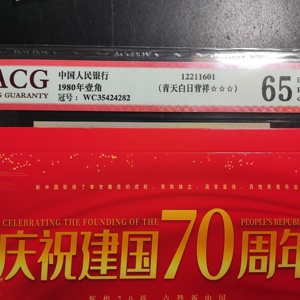 ACG
G GUARANTY
中国人民银行
1980年壹角
冠号：WC35424282
12211601
(青天白日背祥☆☆☆)
65
CELEBRATING THE FOUNDING OF THE PEOPLE'S REPUBLIC
庆祝建国70周年